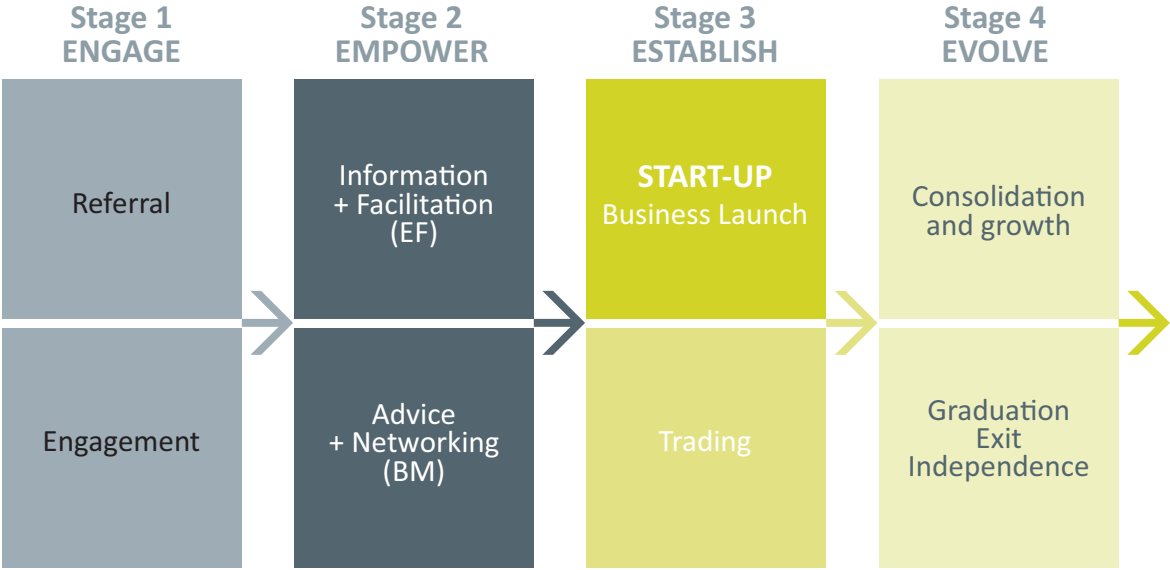 Stage 1
ENGAGE
Stage 2
EMPOWER
Stage 3
ESTABLISH
Stage 4
EVOLVE
Referral
Information
+ Facilitation
(EF)
START-UP
Business Launch
Consolidation
and growth
Engagement
Advice
+ Networking
(BM)
Trading
Graduation
Exit
Independence